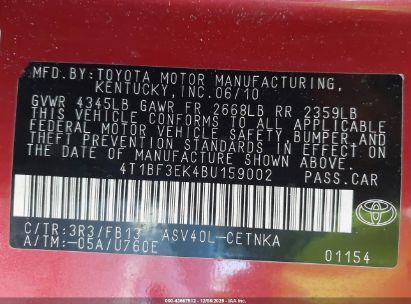 MFD.BY:TOYOTA MOTOR MANUFACTURING,
KENTUCKY, INC.06/10
GVWR 4345LB GAWR FR 2668LB RR 2359LB
THIS VEHICLE CONFORMS TO ALL APPLICABLE
FEDERAL MOTOR VEHICLE SAFETY, BUMPER, AND
THEFT PREVENTION STANDARDS IN EFFECT ON
THE DATE OF MANUFACTURE SHOWN ABOVE.
4T1BF3EK4BU159002 PASS.CAR
C/TR:3R3/FB13 ASV40L-CETNKA
A/TM:-05A/U760E
TOYOTA
01154